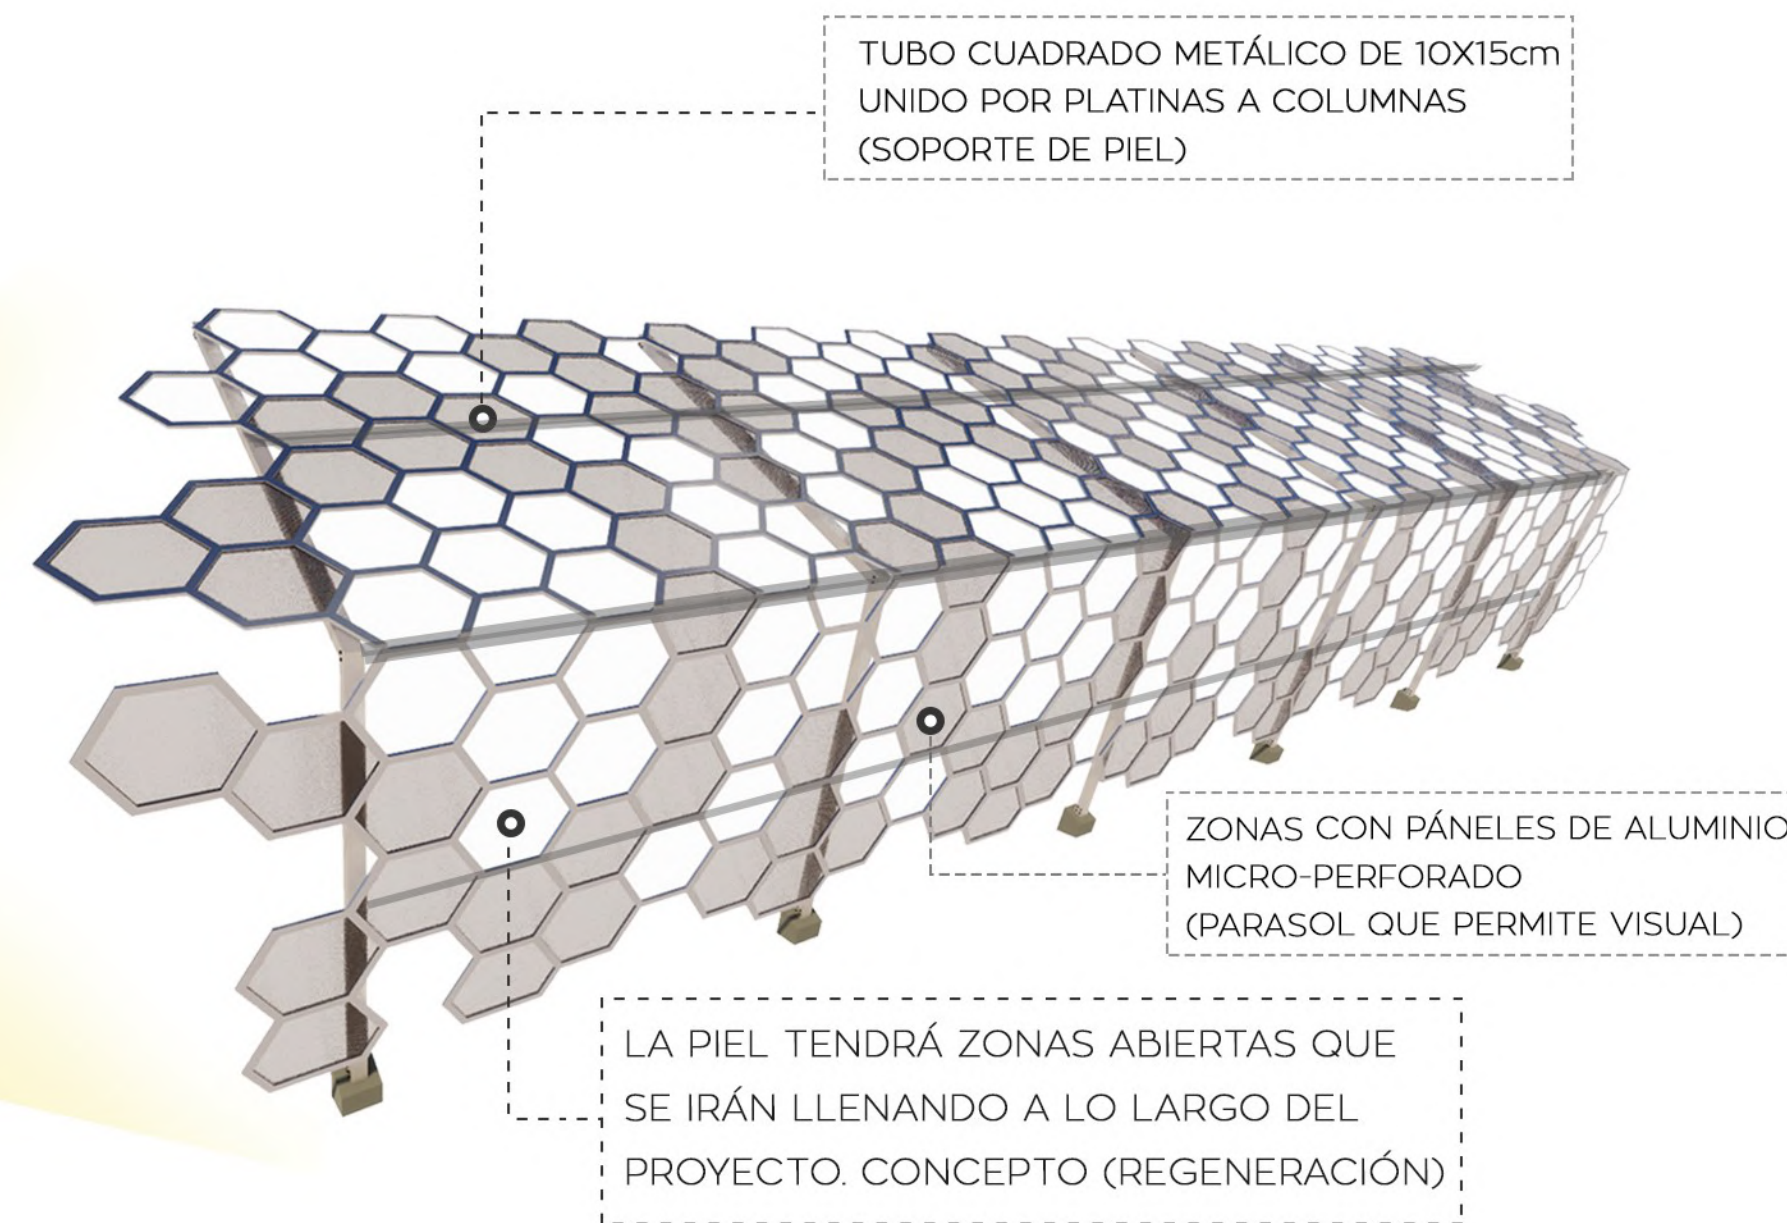 TUBO CUADRADO METÁLICO DE 10X15cm
UNIDO POR PLATINAS A COLUMNAS
(SOPORTE DE PIEL)
ZONAS CON PÁNELES DE ALUMINIO
MICRO-PERFORADO
(PARASOL QUE PERMITE VISUAL)
LA PIEL TENDRÁ ZONAS ABIERTAS QUE
SE IRÁN LLENANDO A LO LARGO DEL
PROYECTO. CONCEPTO (REGENERACIÓN)